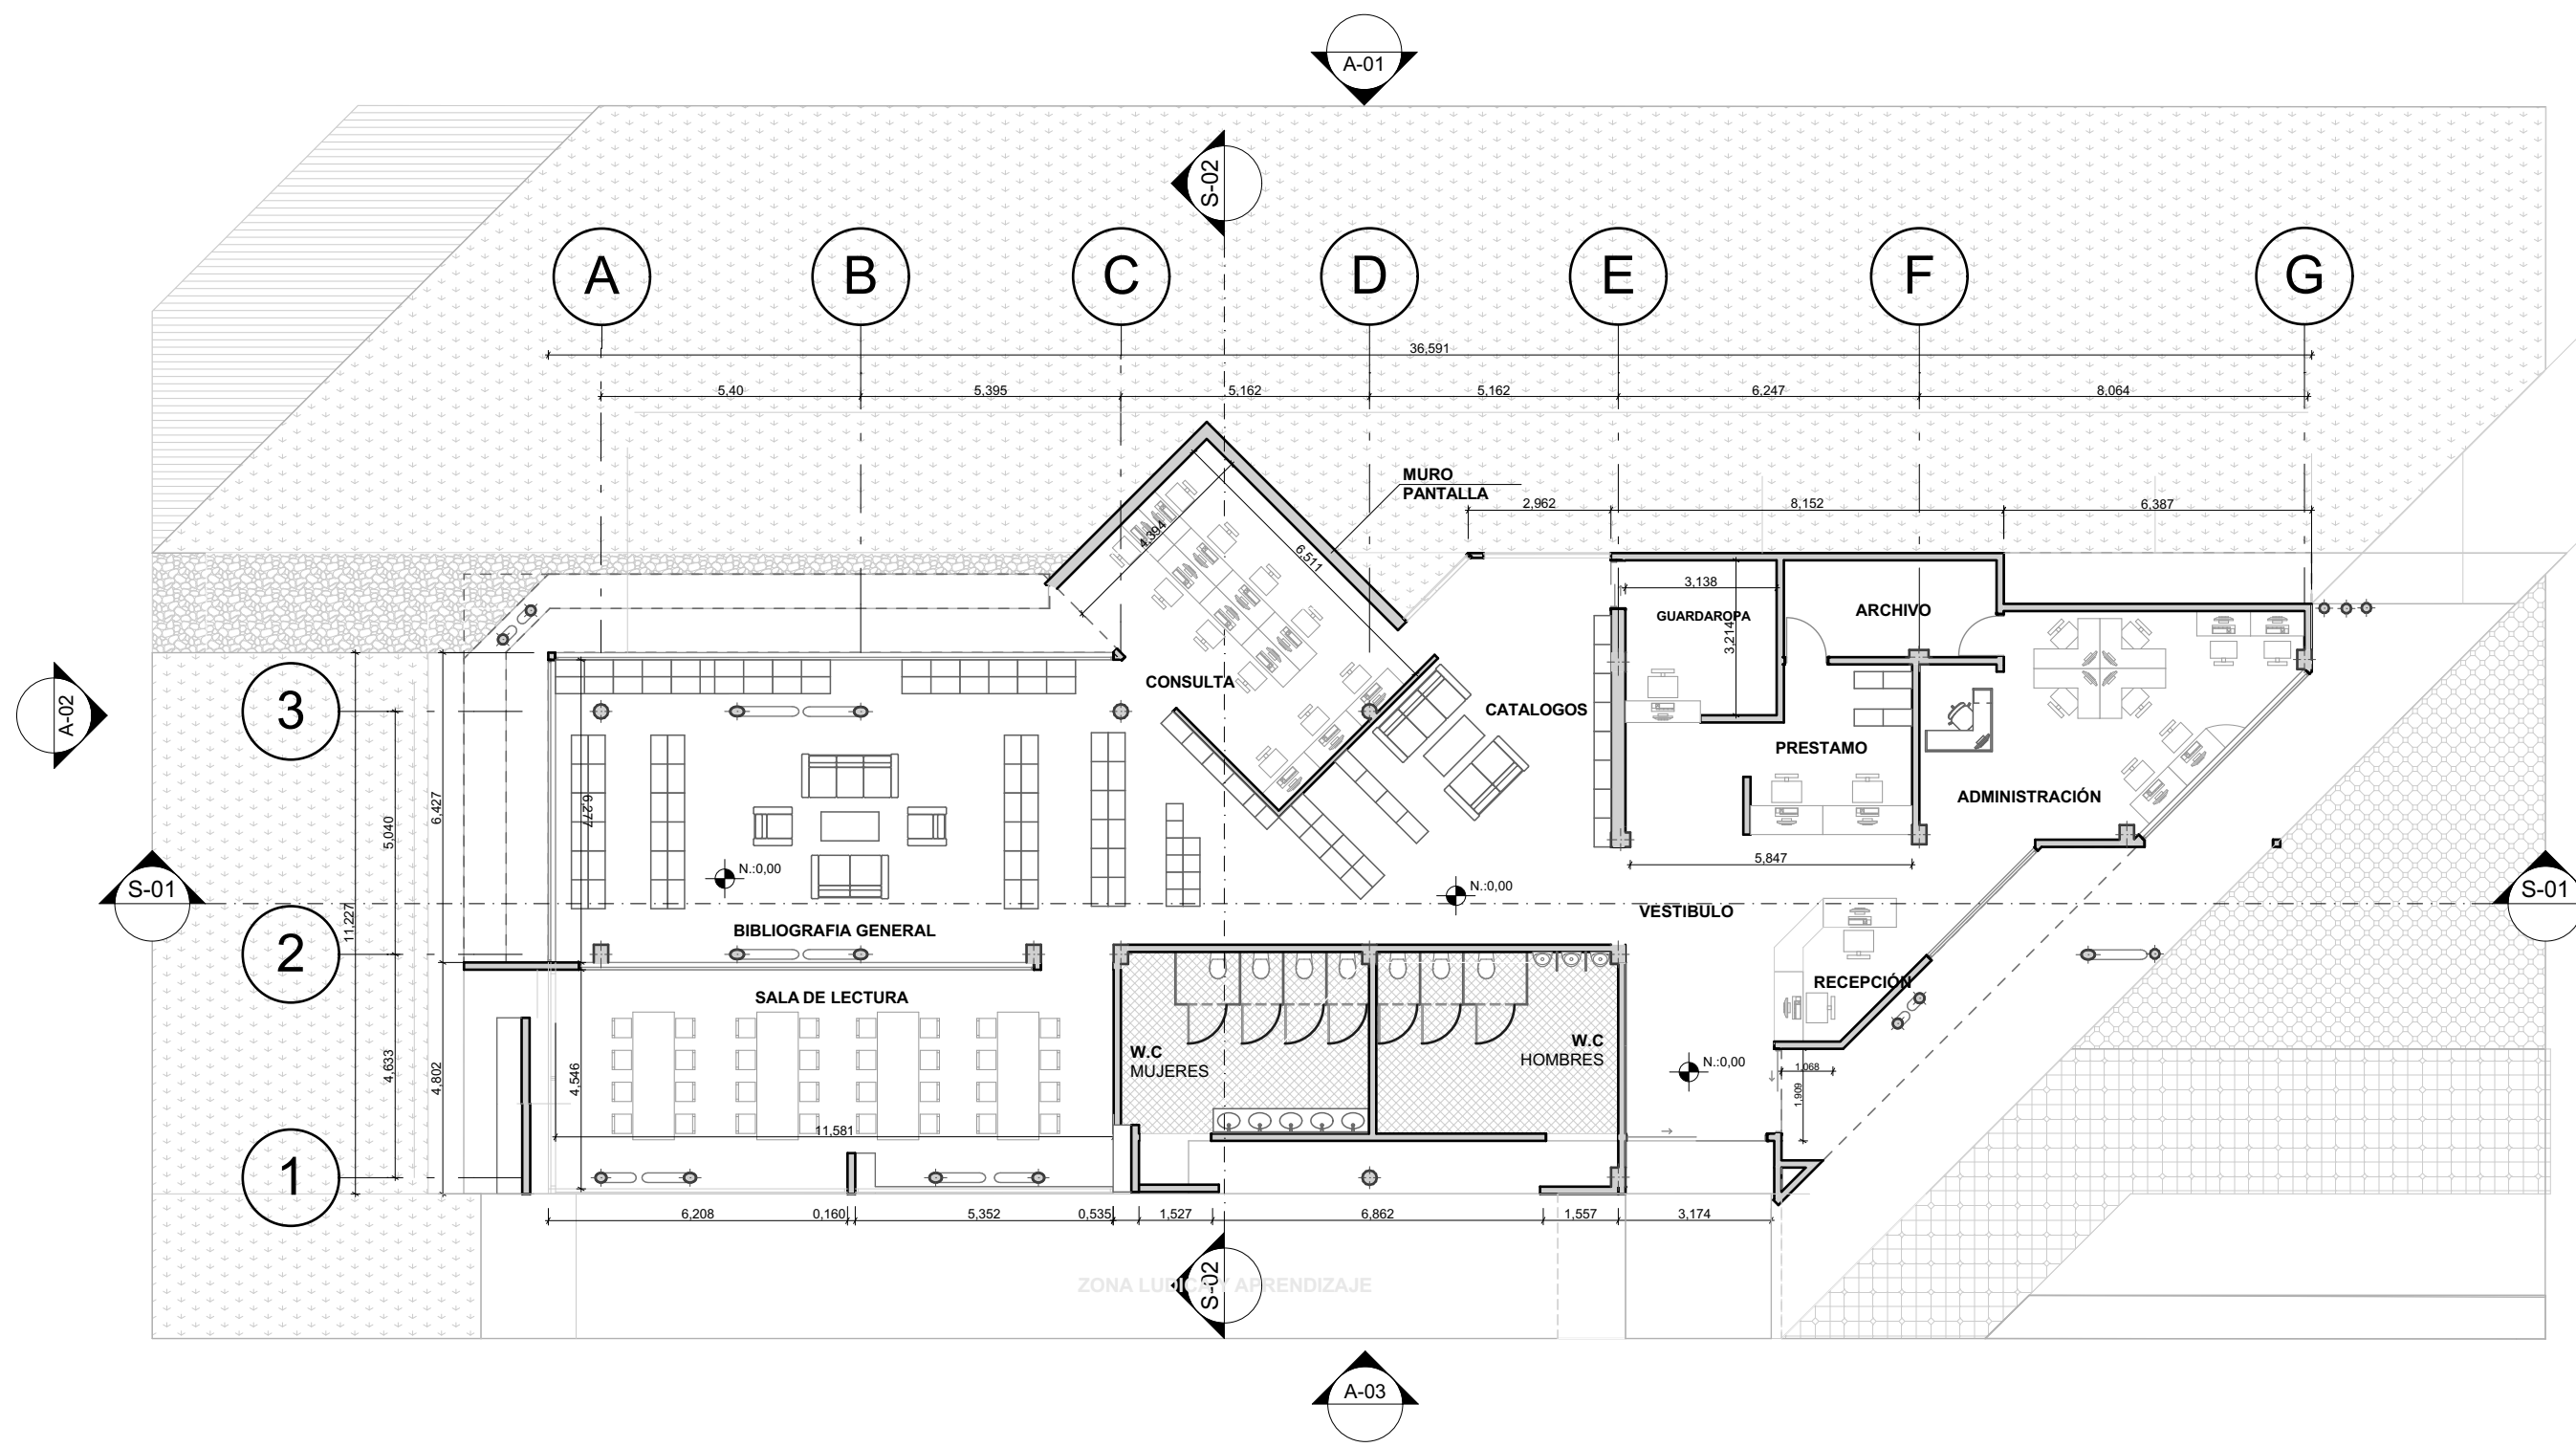 A-01
S-02
A
B
C
D
E
F
G
36,591
5,40
5,395
5,162
5,162
6,247
8,064
MURO
PANTALLA
2,962
8,152
6,387
4,394
6,511
3,138
GUARDAROPA
3,214
ARCHIVO
CONSULTA
CATALOGOS
PRESTAMO
ADMINISTRACIÓN
A-02
3
6,427
5,040
6,277
N.:0,00
N.:0,00
5,847
S-01
S-01
11,227
2
BIBLIOGRAFIA GENERAL
VESTIBULO
SALA DE LECTURA
RECEPCIÓN
W.C
MUJERES
W.C
HOMBRES
N.:0,00
4,633
4,802
4,546
1,068
1,909
11,581
1
6,208
0,160
5,352
0,535
1,527
6,862
1,557
3,174
ZONA LUDICA Y APRENDIZAJE
S-02
A-03